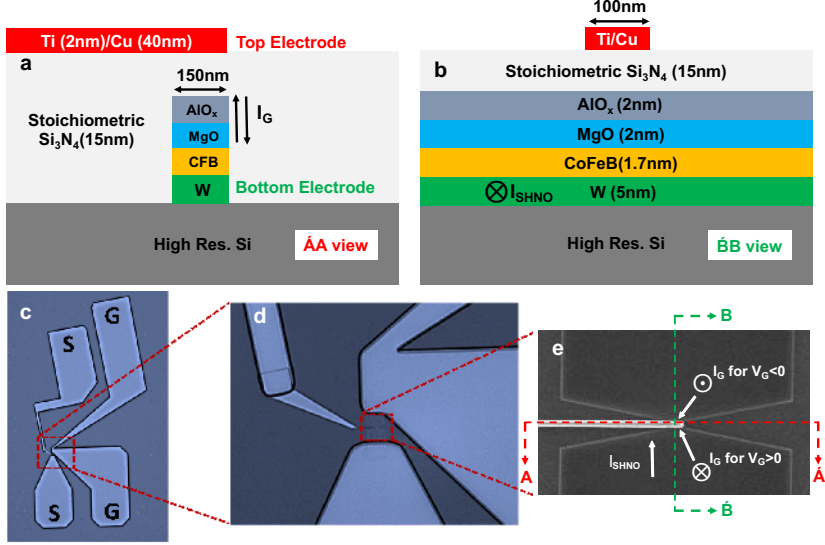 Ti (2nm)/Cu (40nm)
Top Electrode
a
150nm
AlOx
MgO
CFB
W
IG
Stoichiometric
Si3N4(15nm)
Bottom Electrode
High Res. Si
ÁA view
100nm
Ti/Cu
b
Stoichiometric Si3N4 (15nm)
AlOx(2nm)
MgO (2nm)
CoFeB(1.7nm)
ISHNO
W (5nm)
High Res. Si
B́B view
c
S
G
S
G
d
e
B
IG for VG<0
IG for VG>0
ISHNO
A
Á
B́